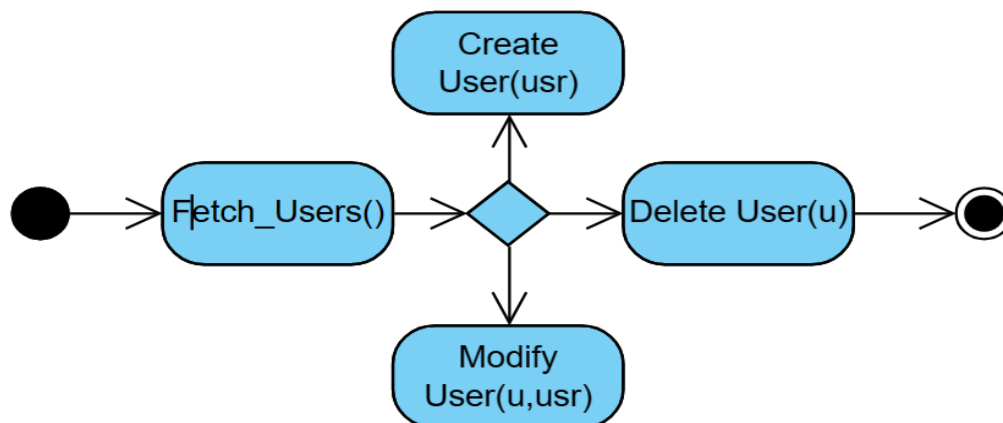 Create
User(usr)
Fetch_Users()
Delete User(u)
Modify
User(u,usr)